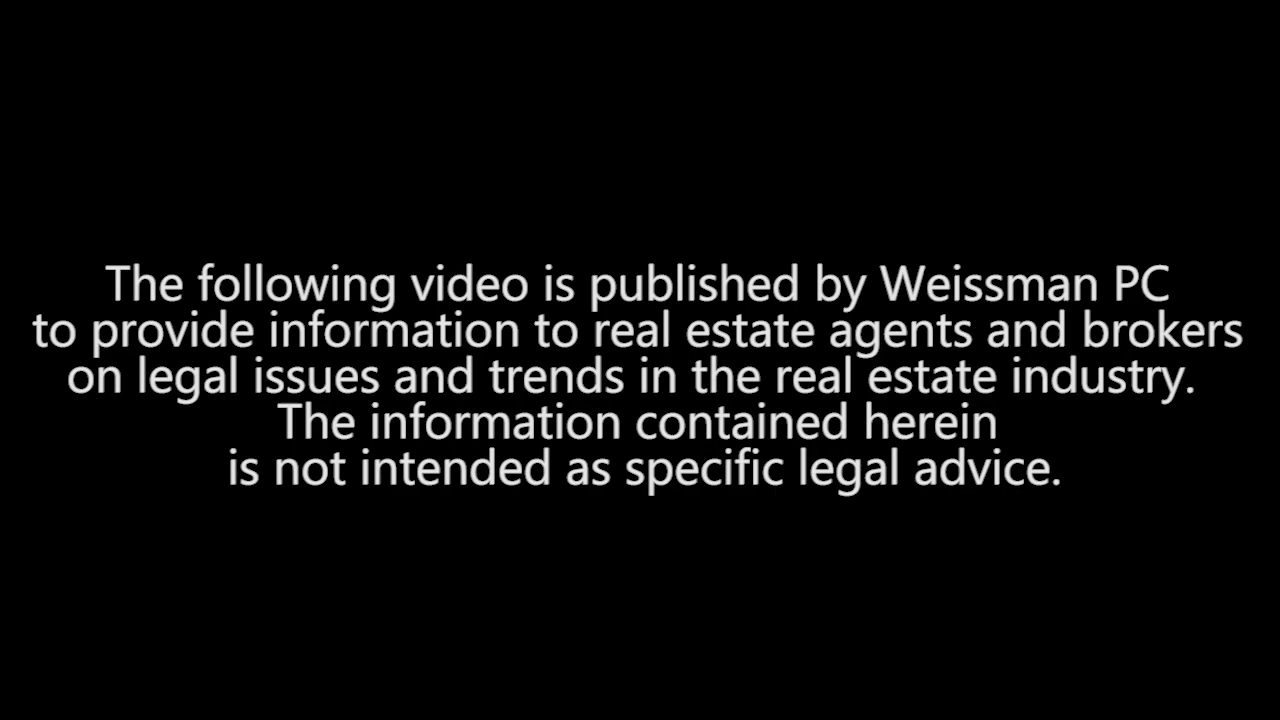 The following video is published by Weissman PC
to provide information to real estate agents and brokers
on legal issues and trends in the real estate industry.
The information contained herein
is not intended as specific legal advice.